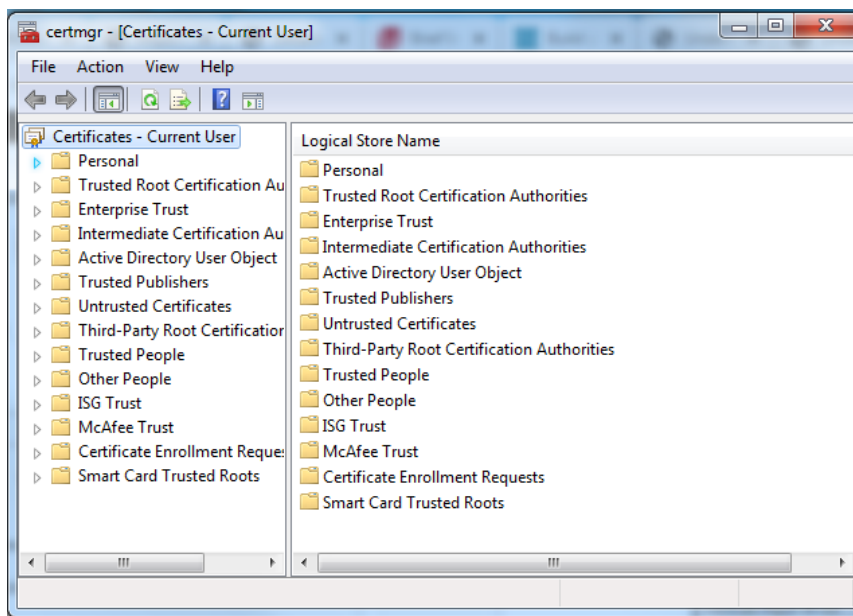 certmgr - [Certificates - Current User]
File Action View Help
Certificates - Current User
Personal
Trusted Root Certification Au
Enterprise Trust
Intermediate Certification Au
Active Directory User Object
Trusted Publishers
Untrusted Certificates
Third-Party Root Certification
Trusted People
Other People
ISG Trust
McAfee Trust
Certificate Enrollment Reque
Smart Card Trusted Roots
Logical Store Name
Personal
Trusted Root Certification Authorities
Enterprise Trust
Intermediate Certification Authorities
Active Directory User Object
Trusted Publishers
Untrusted Certificates
Third-Party Root Certification Authorities
Trusted People
Other People
ISG Trust
McAfee Trust
Certificate Enrollment Requests
Smart Card Trusted Roots